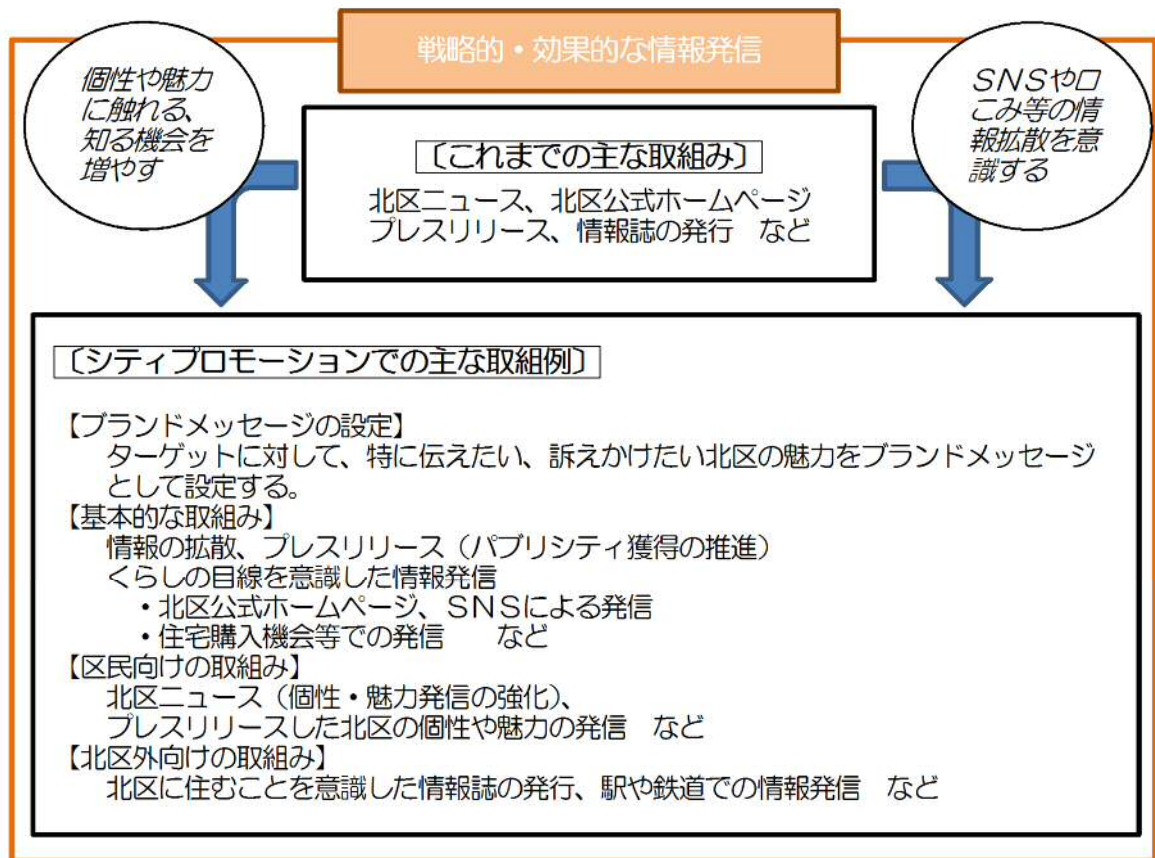 戦略的・効果的な情報発信
個性や魅力
に触れる、
知る機会を
増やす
SNSや口
こみ等の情
報拡散を意
識する
〔これまでの主な取組み〕
北区ニュース、北区公式ホームページ
プレスリリース、情報誌の発行　など
〔シティプロモーションでの主な取組例〕
【ブランドメッセージの設定】
ターゲットに対して、特に伝えたい、訴えかけたい北区の魅力をブランドメッセージ
として設定する。
【基本的な取組み】
情報の拡散、プレスリリース（パブリシティ獲得の推進）
くらしの目線を意識した情報発信
・北区公式ホームページ、SNSによる発信
・住宅購入機会等での発信　　など
【区民向けの取組み】
北区ニュース（個性・魅力発信の強化）、
プレスリリースした北区の個性や魅力の発信　など
【北区外向けの取組み】
北区に住むことを意識した情報誌の発行、駅や鉄道での情報発信　など